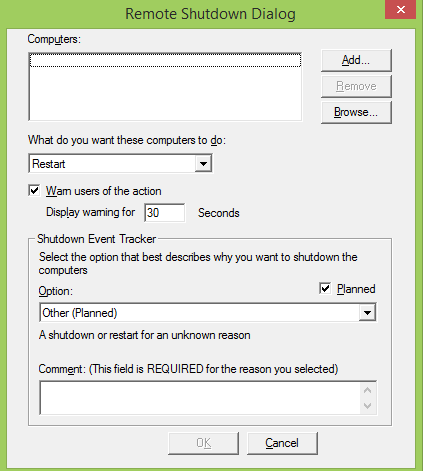 Remote Shutdown Dialog
Computers:
Add...
Remove
Browse...
What do you want these computers to do:
Restart
Warn users of the action
Display warning for 30 Seconds
Shutdown Event Tracker
Select the option that best describes why you want to shutdown the
computers
Option:
Planned
Other (Planned)
A shutdown or restart for an unknown reason
Comment: (This field is REQUIRED for the reason you selected)
OK
Cancel